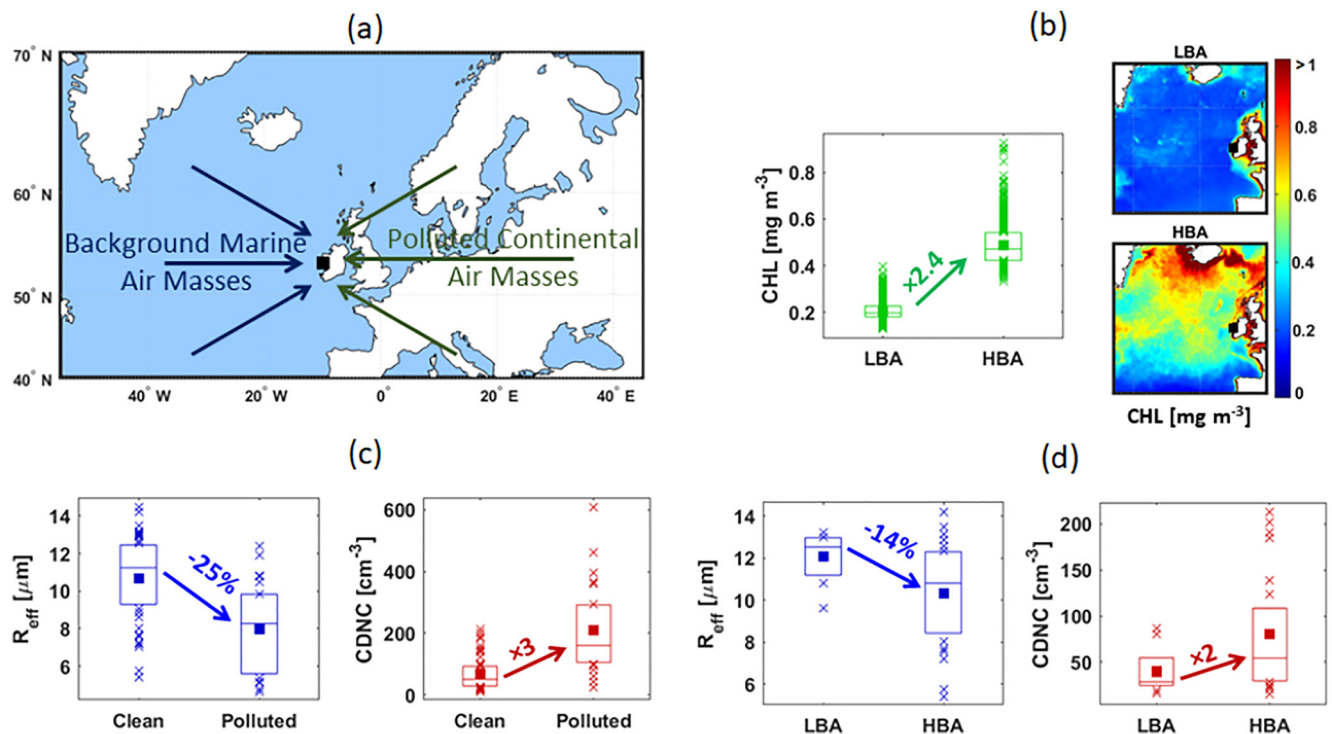 (a)
70° N
60° N
50° N
40° N
40° W
20° W
0°
20° E
40° E
Background Marine
Air Masses
Polluted Continental
Air Masses
(b)
CHL [mg m-3]
0.8
0.6
0.4
0.2
×2.4
LBA
HBA
LBA
HBA
CHL [mg m-3]
> 1
0.8
0.6
0.4
0.2
0
(c)
Reff [μm]
14
12
10
8
6
-25%
Clean
Polluted
CDNC [cm-3]
600
400
200
0
×3
Clean
Polluted
(d)
Reff [μm]
14
12
10
8
6
-14%
LBA
HBA
CDNC [cm-3]
200
150
100
50
×2
LBA
HBA